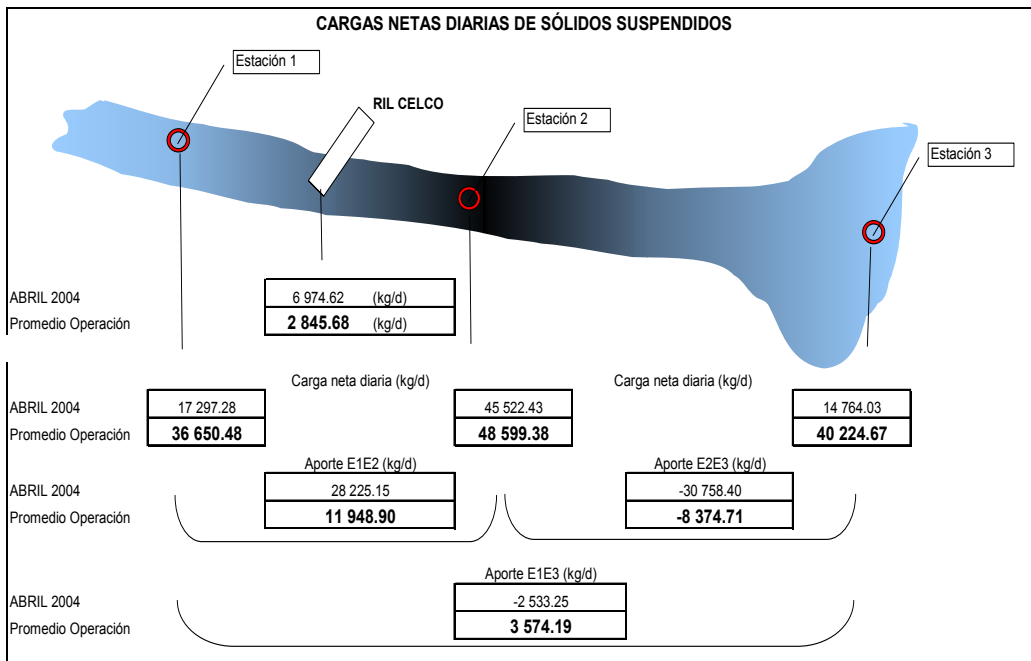 CARGAS NETAS DIARIAS DE SÓLIDOS SUSPENDIDOS
Estación 1
RIL CELCO
Estación 2
Estación 3
ABRIL 2004 6 974.62 (kg/d)
Promedio Operación 2 845.68 (kg/d)
Carga neta diaria (kg/d) Carga neta diaria (kg/d)
ABRIL 2004 17 297.28 45 522.43 14 764.03
Promedio Operación 36 650.48 48 599.38 40 224.67
Aporte E1E2 (kg/d) Aporte E2E3 (kg/d)
ABRIL 2004 28 225.15 -30 758.40
Promedio Operación 11 948.90 -8 374.71
Aporte E1E3 (kg/d)
ABRIL 2004 -2 533.25
Promedio Operación 3 574.19